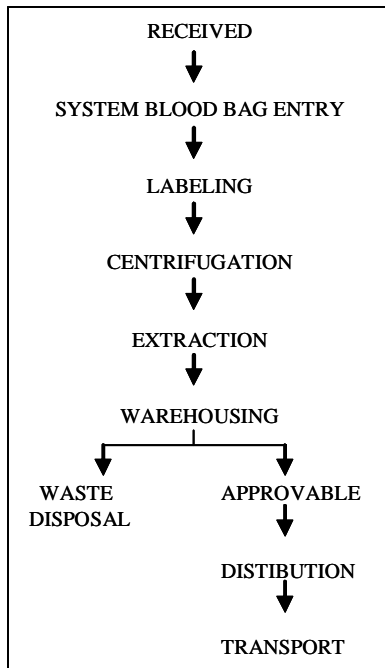 RECEIVED
SYSTEM BLOOD BAG ENTRY
LABELING
CENTRIFUGATION
EXTRACTION
WAREHOUSING
WASTE
DISPOSAL
APPROVABLE
DISTIBUTION
TRANSPORT